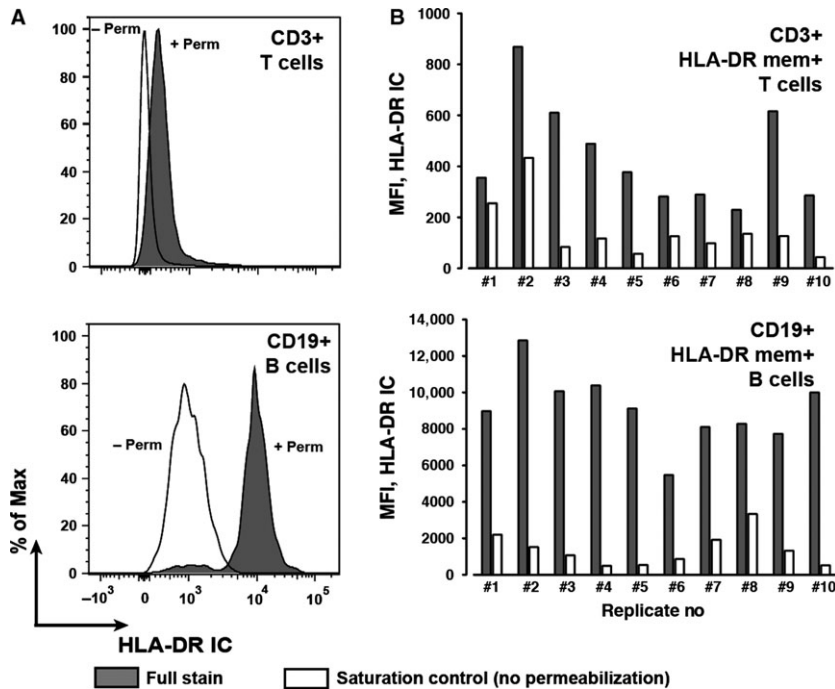 A
– Perm
+ Perm
CD3+
T cells
100
80
60
40
20
0
B
1000
800
600
400
200
0
MFI, HLA-DR IC
CD3+
HLA-DR mem+
T cells
#1 #2 #3 #4 #5 #6 #7 #8 #9 #10
% of Max
100
80
60
40
20
0
CD19+
B cells
– Perm
+ Perm
–10³ 0 10³ 10⁴ 10⁵
HLA-DR IC
14,000
12,000
10,000
8000
6000
4000
2000
0
MFI, HLA-DR IC
CD19+
HLA-DR mem+
B cells
#1 #2 #3 #4 #5 #6 #7 #8 #9 #10
Replicate no
Full stain
Saturation control (no permeabilization)